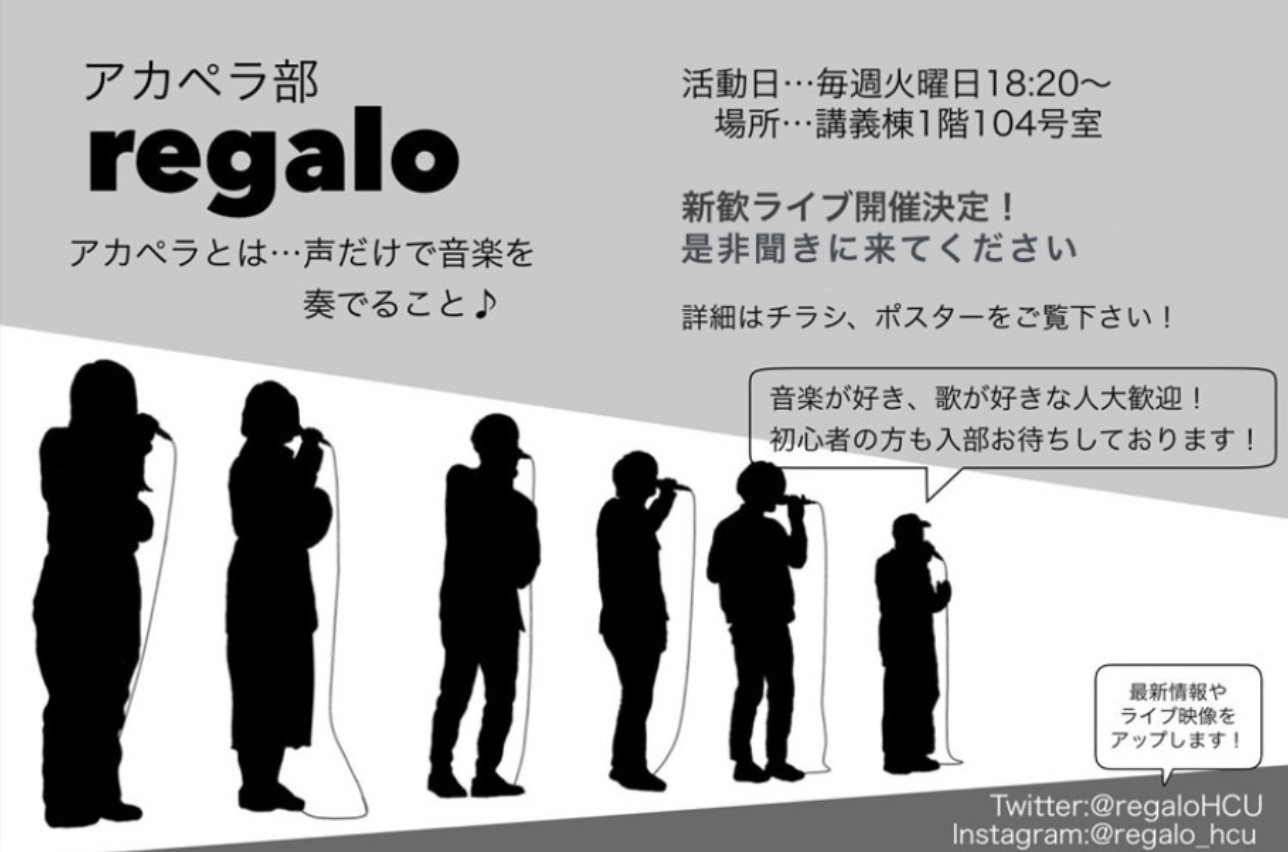 アカペラ部
regalo
アカペラとは…声だけで音楽を
奏でること♪
活動日…毎週火曜日18:20〜
場所…講義棟1階104号室
新歓ライブ開催決定！
是非聞きに来てください
詳細はチラシ、ポスターをご覧下さい！
音楽が好き、歌が好きな人大歓迎！
初心者の方も入部お待ちしております！
最新情報や
ライブ映像を
アップします！
Twitter:@regaloHCU
Instagram:@regalo_hcu